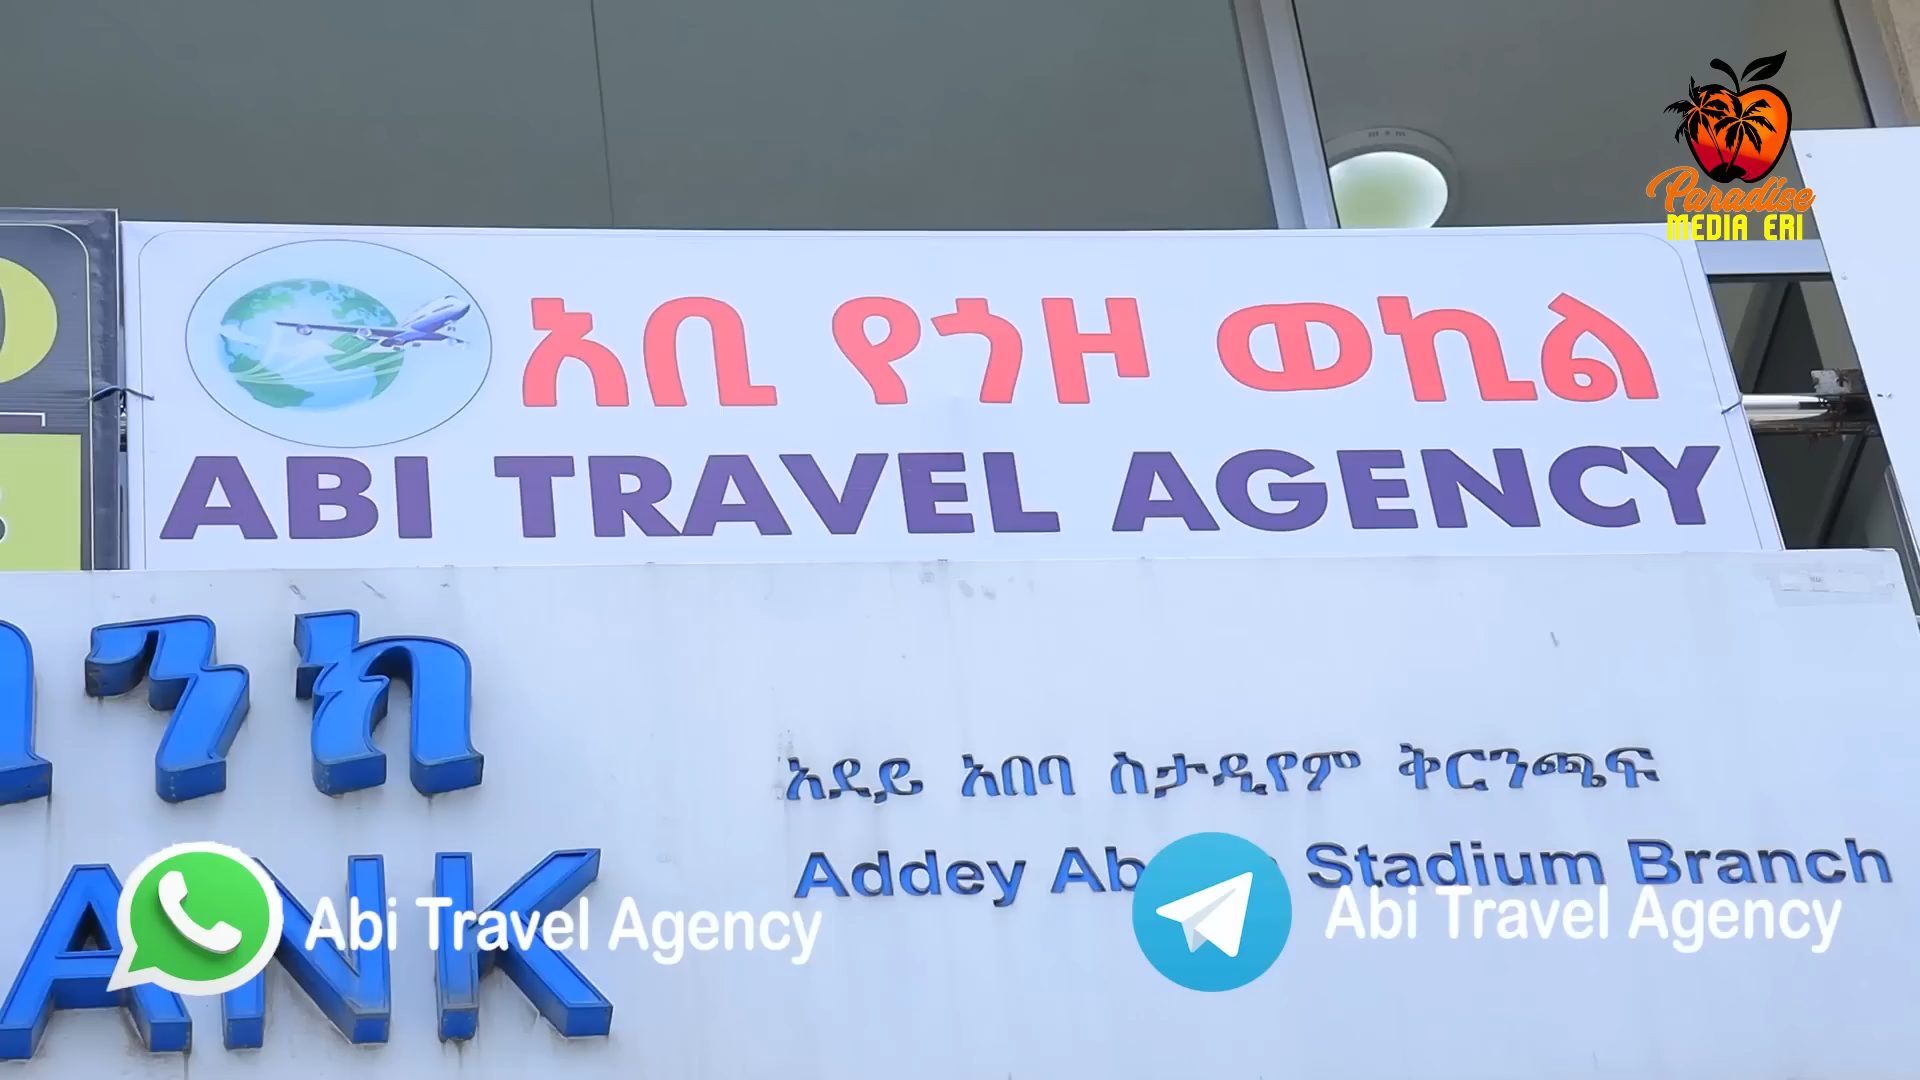 Paradise
MEDIA ERI
አቢ የጎዞ ወኪል
ABI TRAVEL AGENCY
ንክ
ANK
አደይ አበባ ስታዲየም ቅርንጫፍ
Addey Ab Stadium Branch
Abi Travel Agency
Abi Travel Agency